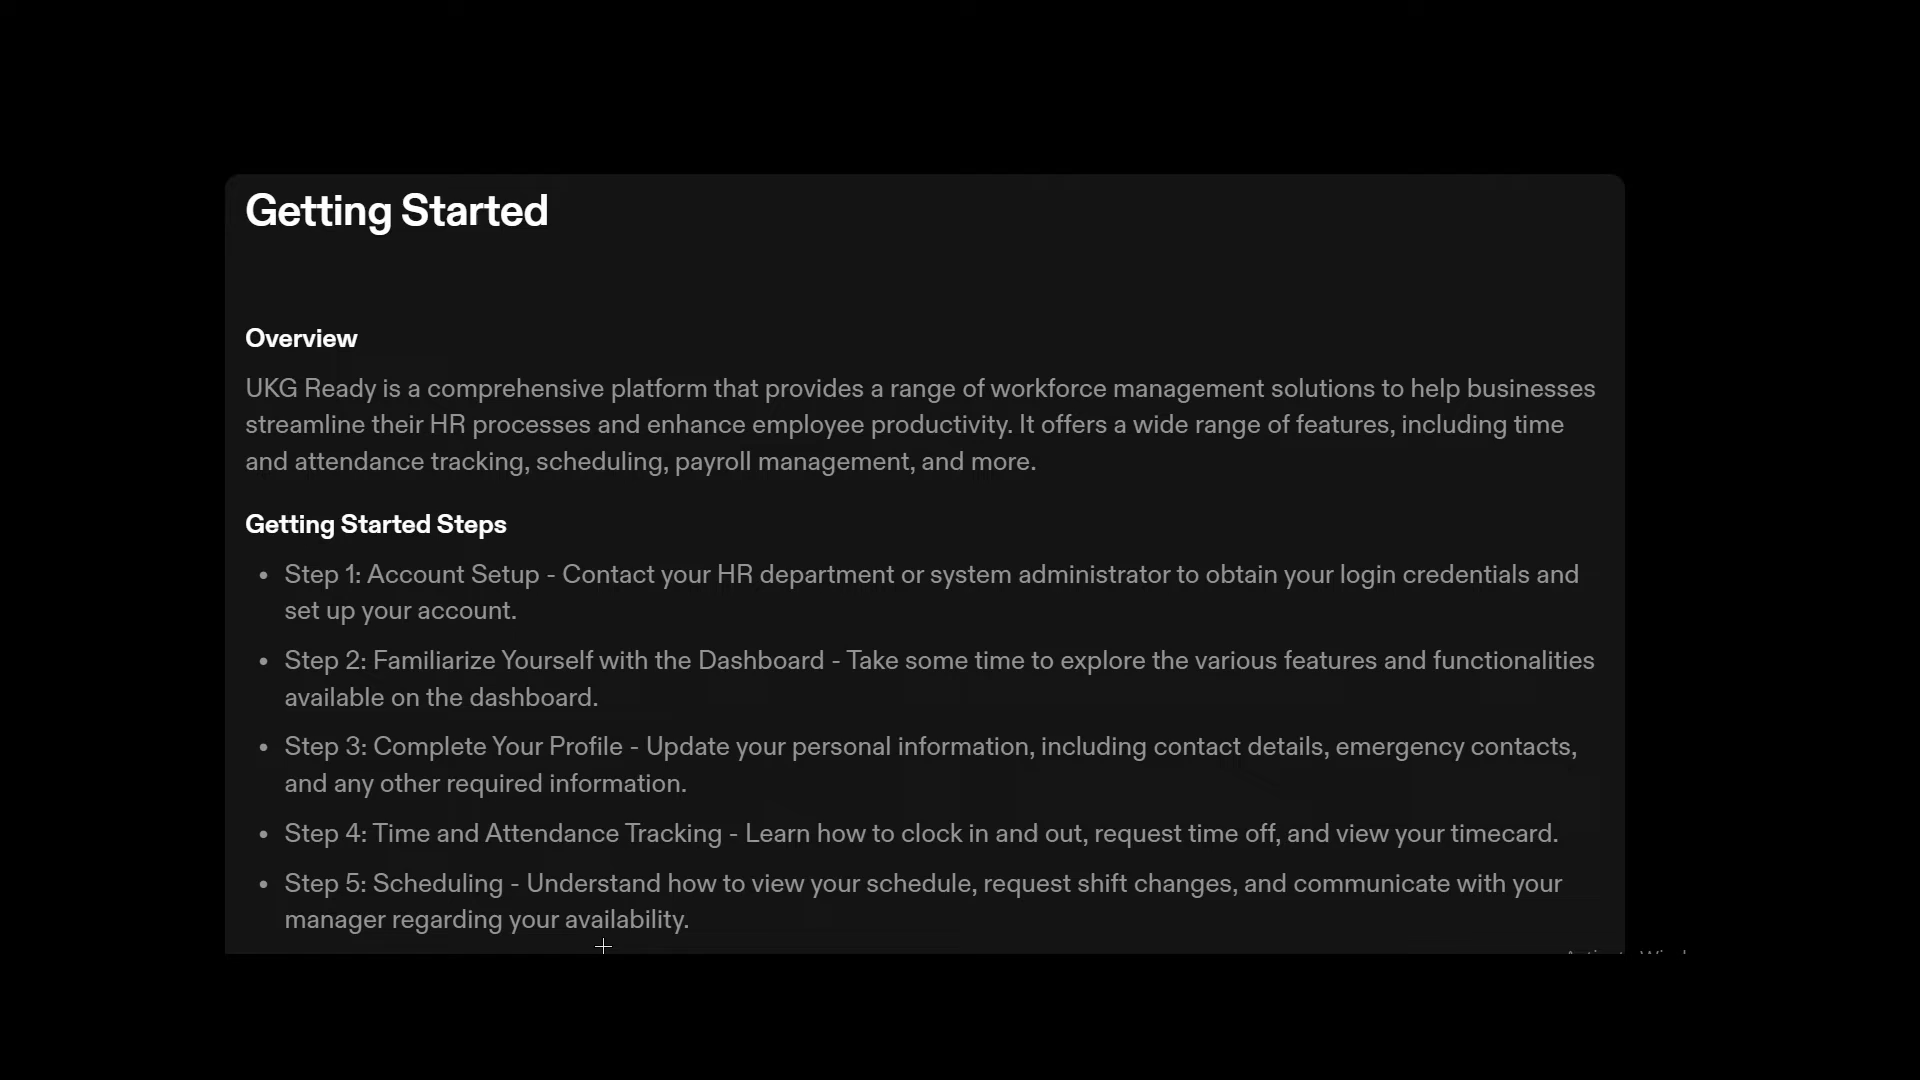 Getting Started
Overview
UKG Ready is a comprehensive platform that provides a range of workforce management solutions to help businesses
streamline their HR processes and enhance employee productivity. It offers a wide range of features, including time
and attendance tracking, scheduling, payroll management, and more.
Getting Started Steps
• Step 1: Account Setup - Contact your HR department or system administrator to obtain your login credentials and
set up your account.
• Step 2: Familiarize Yourself with the Dashboard - Take some time to explore the various features and functionalities
available on the dashboard.
• Step 3: Complete Your Profile - Update your personal information, including contact details, emergency contacts,
and any other required information.
• Step 4: Time and Attendance Tracking - Learn how to clock in and out, request time off, and view your timecard.
• Step 5: Scheduling - Understand how to view your schedule, request shift changes, and communicate with your
manager regarding your availability.